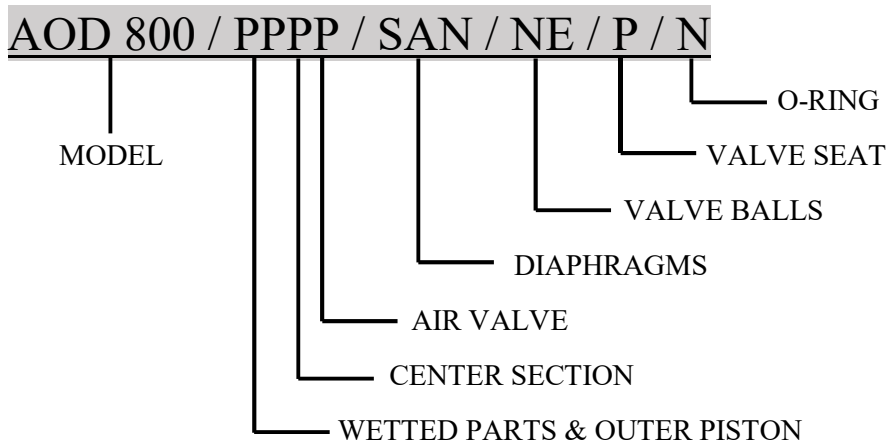 AOD 800 / PPPP / SAN / NE / P / N
O-RING
MODEL
VALVE SEAT
VALVE BALLS
DIAPHRAGMS
AIR VALVE
CENTER SECTION
WETTED PARTS & OUTER PISTON